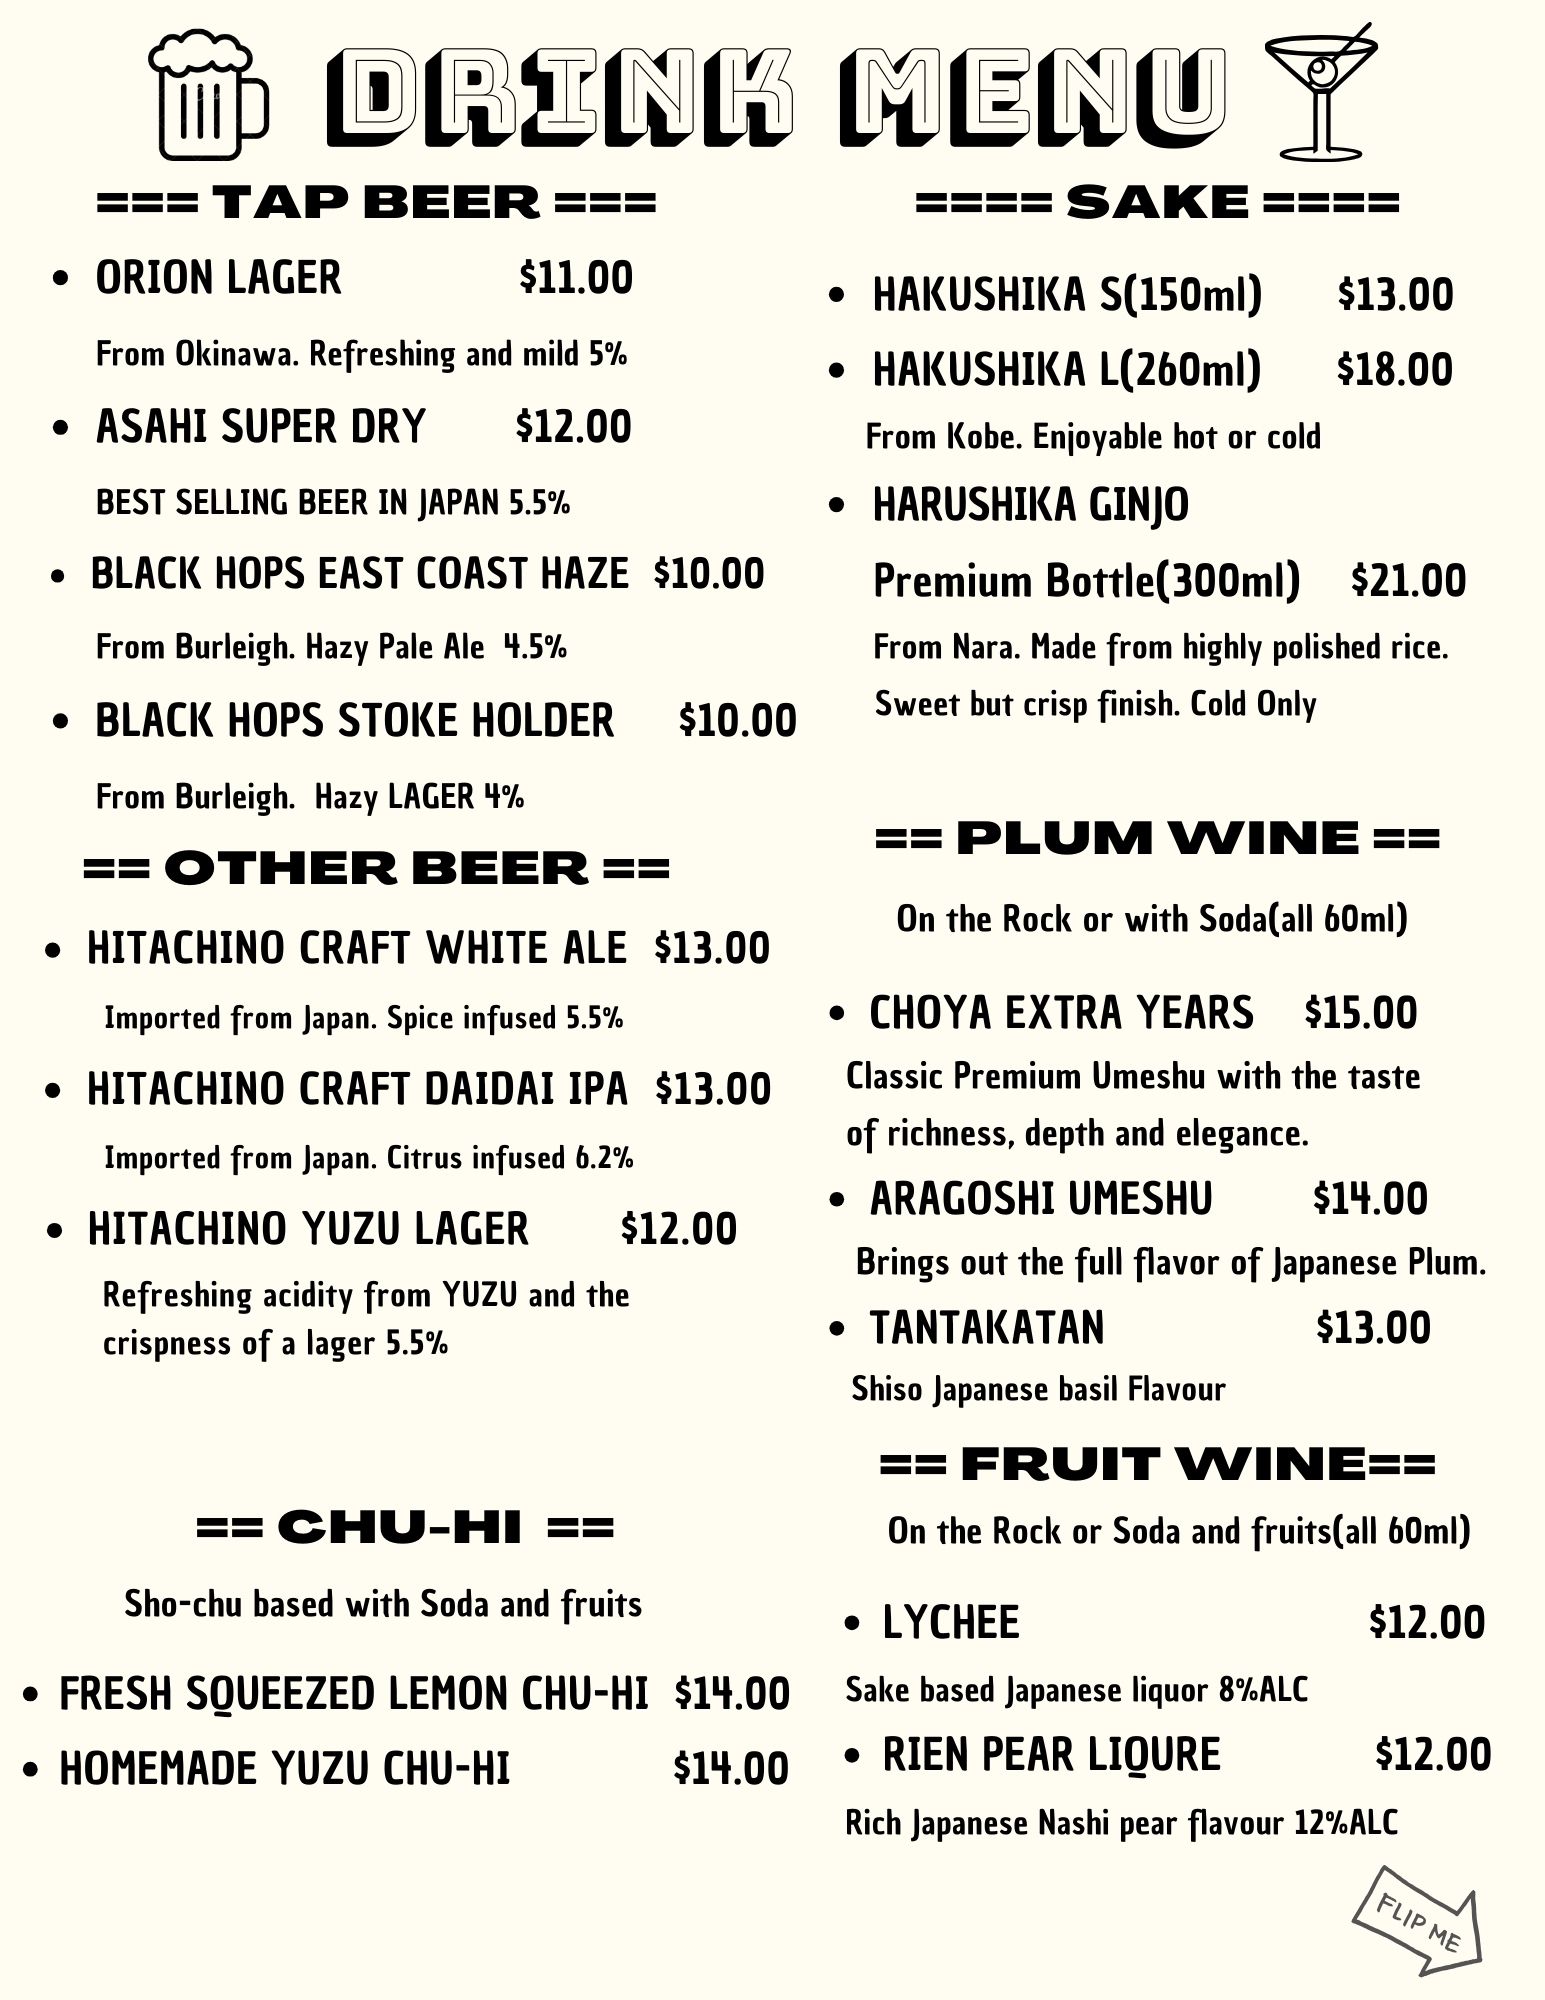 DRINK MENU
=== TAP BEER ===
• ORION LAGER $11.00
From Okinawa. Refreshing and mild 5%
• ASAHI SUPER DRY $12.00
BEST SELLING BEER IN JAPAN 5.5%
• BLACK HOPS EAST COAST HAZE $10.00
From Burleigh. Hazy Pale Ale 4.5%
• BLACK HOPS STOKE HOLDER $10.00
From Burleigh. Hazy LAGER 4%
== OTHER BEER ==
• HITACHINO CRAFT WHITE ALE $13.00
Imported from Japan. Spice infused 5.5%
• HITACHINO CRAFT DAIDAI IPA $13.00
Imported from Japan. Citrus infused 6.2%
• HITACHINO YUZU LAGER $12.00
Refreshing acidity from YUZU and the
crispness of a lager 5.5%
== CHU-HI ==
Sho-chu based with Soda and fruits
• FRESH SQUEEZED LEMON CHU-HI $14.00
• HOMEMADE YUZU CHU-HI $14.00
==== SAKE ====
• HAKUSHIKA S(150ml) $13.00
• HAKUSHIKA L(260ml) $18.00
From Kobe. Enjoyable hot or cold
• HARUSHIKA GINJO
Premium Bottle(300ml) $21.00
From Nara. Made from highly polished rice.
Sweet but crisp finish. Cold Only
== PLUM WINE ==
On the Rock or with Soda(all 60ml)
• CHOYA EXTRA YEARS $15.00
Classic Premium Umeshu with the taste
of richness, depth and elegance.
• ARAGOSHI UMESHU $14.00
Brings out the full flavor of Japanese Plum.
• TANTAKATAN $13.00
Shiso Japanese basil Flavour
== FRUIT WINE==
On the Rock or Soda and fruits(all 60ml)
• LYCHEE $12.00
Sake based Japanese liquor 8%ALC
• RIEN PEAR LIQURE $12.00
Rich Japanese Nashi pear flavour 12%ALC
FLIP ME